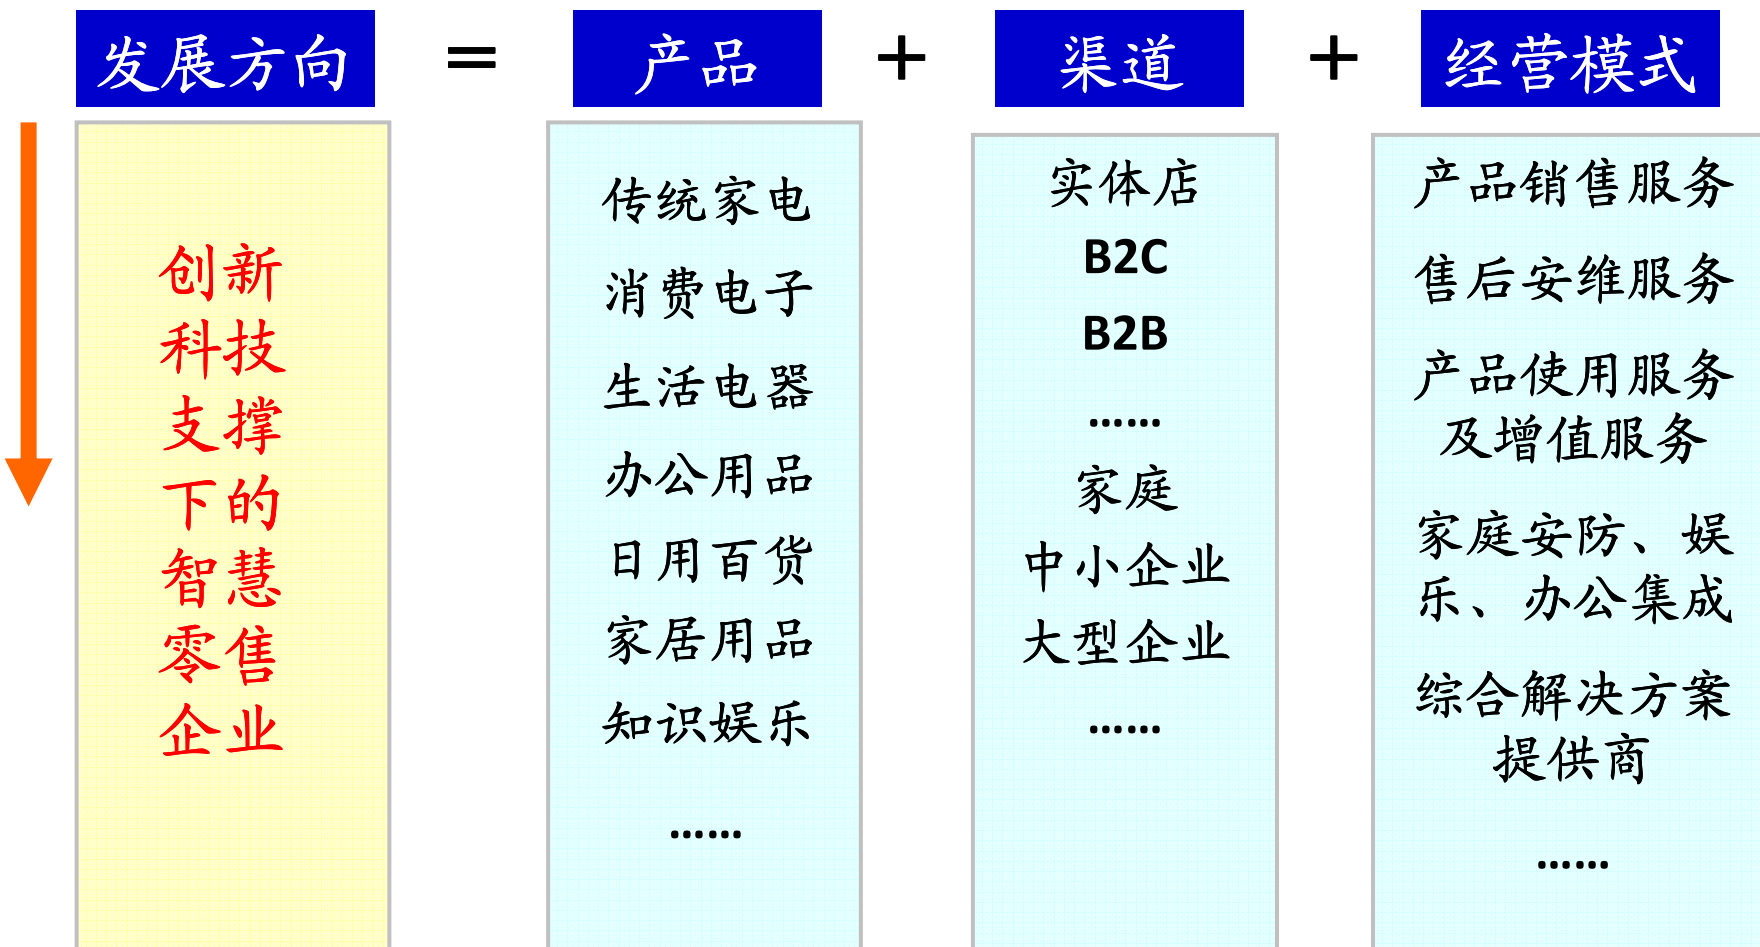 发展方向 = 产品 + 渠道 + 经营模式
创新
科技
支撑
下的
智慧
零售
企业
传统家电
消费电子
生活电器
办公用品
日用百货
家居用品
知识娱乐
……
实体店
B2C
B2B
……
家庭
中小企业
大型企业
……
产品销售服务
售后安维服务
产品使用服务
及增值服务
家庭安防、娱
乐、办公集成
综合解决方案
提供商
……